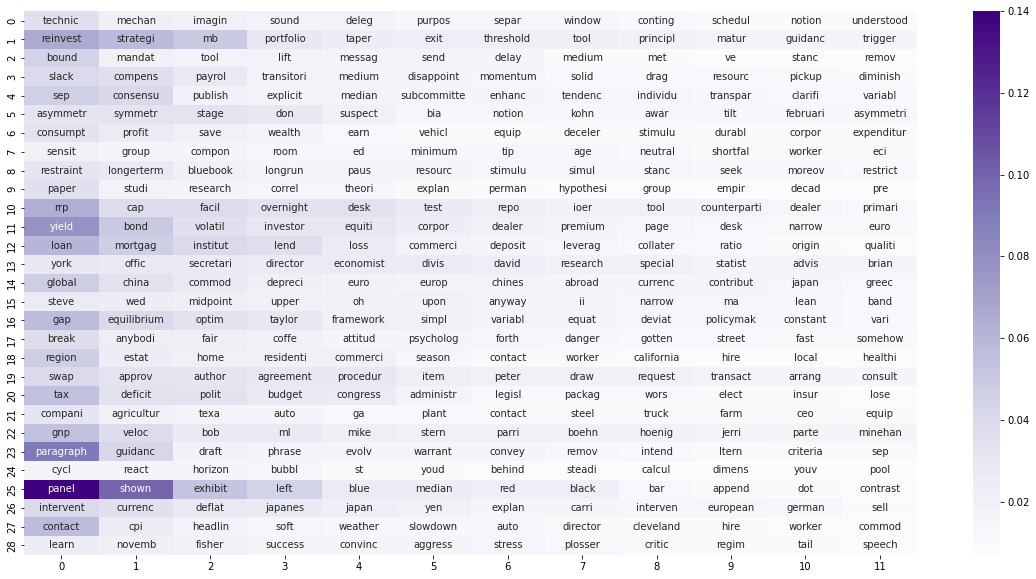 0 technic mechan imagin sound deleg purpos separ window conting schedul notion understood
1 reinvest strategi mb portfolio taper exit threshold tool principl matur guidanc trigger
2 bound mandat tool lift messag send delay medium met ve stanc remov
3 slack compens payrol transitori medium disappoint momentum solid drag resourc pickup diminish
4 sep consensu publish explicit median subcommitte enhanc tendenc individu transpar clarifi variabl
5 asymmetr symmetr stage don suspect bia notion kohn awar tilt februari asymmetri
6 consumpt profit save wealth earn vehicl equip deceler stimulu durabl corpor expenditur
7 sensit group compon room ed minimum tip age neutral shortfal worker eci
8 restraint longerterm bluebook longrun paus resourc stimulu simul stanc seek moreov restrict
9 paper studi research correl theori explan perman hypothesi group empir decad pre
10 rrp cap facil overnight desk test repo ioer tool counterparti dealer primari
11 yield bond volatil investor equiti corpor dealer premium page desk narrow euro
12 loan mortgag institut lend loss commerci deposit leverag collater ratio origin qualiti
13 york offic secretari director economist divis david research special statist advis brian
14 global china commod depreci euro europ chines abroad currenc contribut japan greec
15 steve wed midpoint upper oh upon anyway ii narrow ma lean band
16 gap equilibrium optim taylor framework simpl variabl equat deviat policymak constant vari
17 break anybodi fair coffe attitud psycholog forth danger gotten street fast somehow
18 region estat home residenti commerci season contact worker california hire local healthi
19 swap approv author agreement procedur item peter draw request transact arrang consult
20 tax deficit polit budget congress administr legisl packag wors elect insur lose
21 compani agricultur texa auto ga plant contact steel truck farm ceo equip
22 gnp veloc bob ml mike stern parri boehn hoenig jerri parte minehan
23 paragraph guidanc draft phrase evolv warrant convey remov intend ltern criteria sep
24 cycl react horizon bubbl st youd behind steadi calcul dimens youv pool
25 panel shown exhibit left blue median red black bar append dot contrast
26 intervent currenc deflat japanes japan yen explan carri interven european german sell
27 contact cpi headlin soft weather slowdown auto director cleveland hire worker commod
28 learn novemb fisher success convinc aggress stress plosser critic regim tail speech
0 1 2 3 4 5 6 7 8 9 10 11
0.14
0.12
0.10
0.08
0.06
0.04
0.02